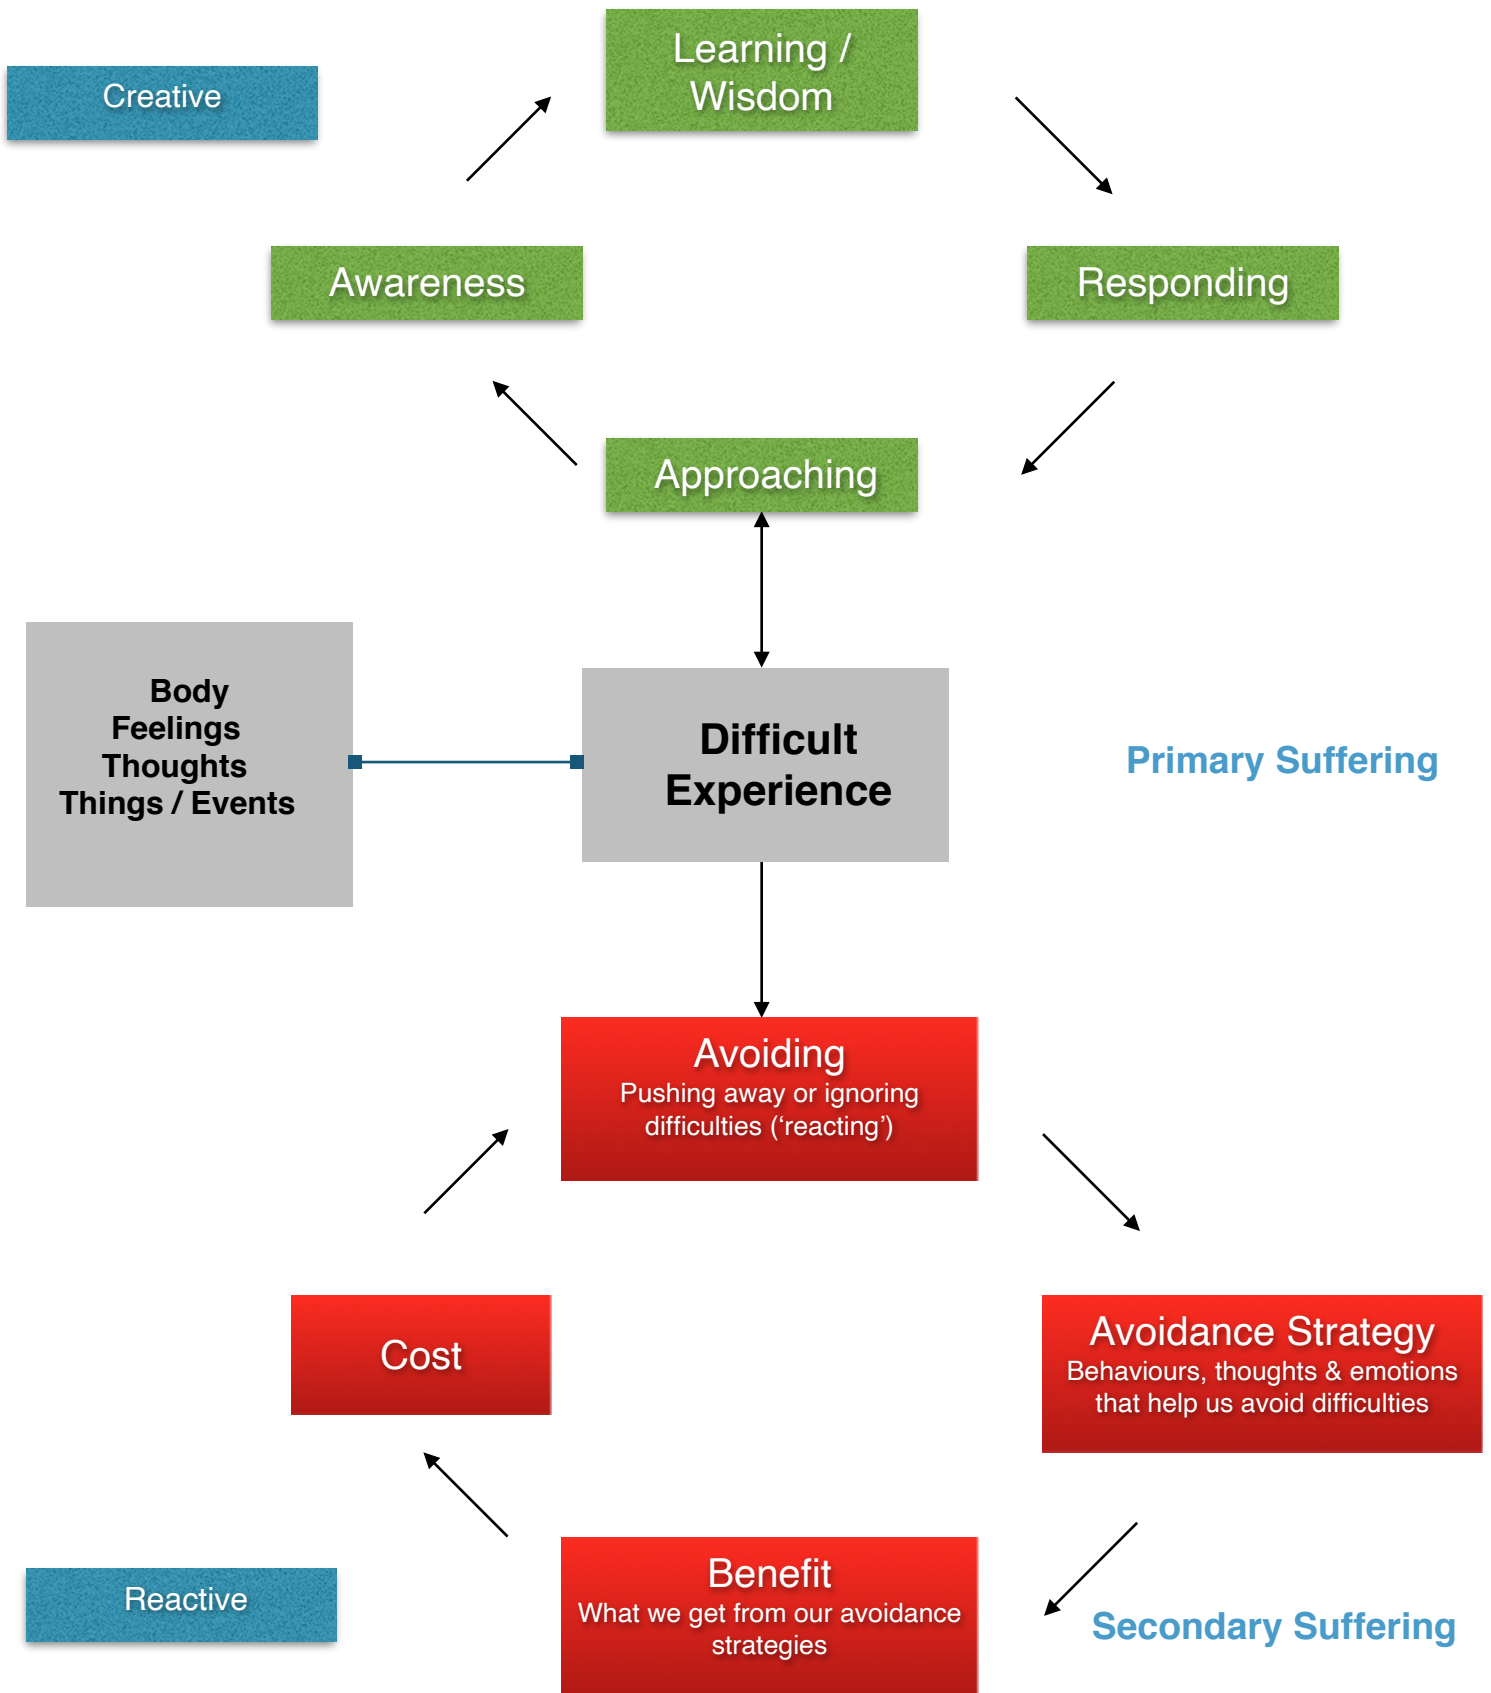 Learning /
Wisdom
Creative
Awareness
Responding
Approaching
Body
Feelings
Thoughts
Things / Events
Difficult
Experience
Primary Suffering
Avoiding
Pushing away or ignoring
difficulties (‘reacting’)
Cost
Avoidance Strategy
Behaviours, thoughts & emotions
that help us avoid difficulties
Benefit
What we get from our avoidance
strategies
Reactive
Secondary Suffering